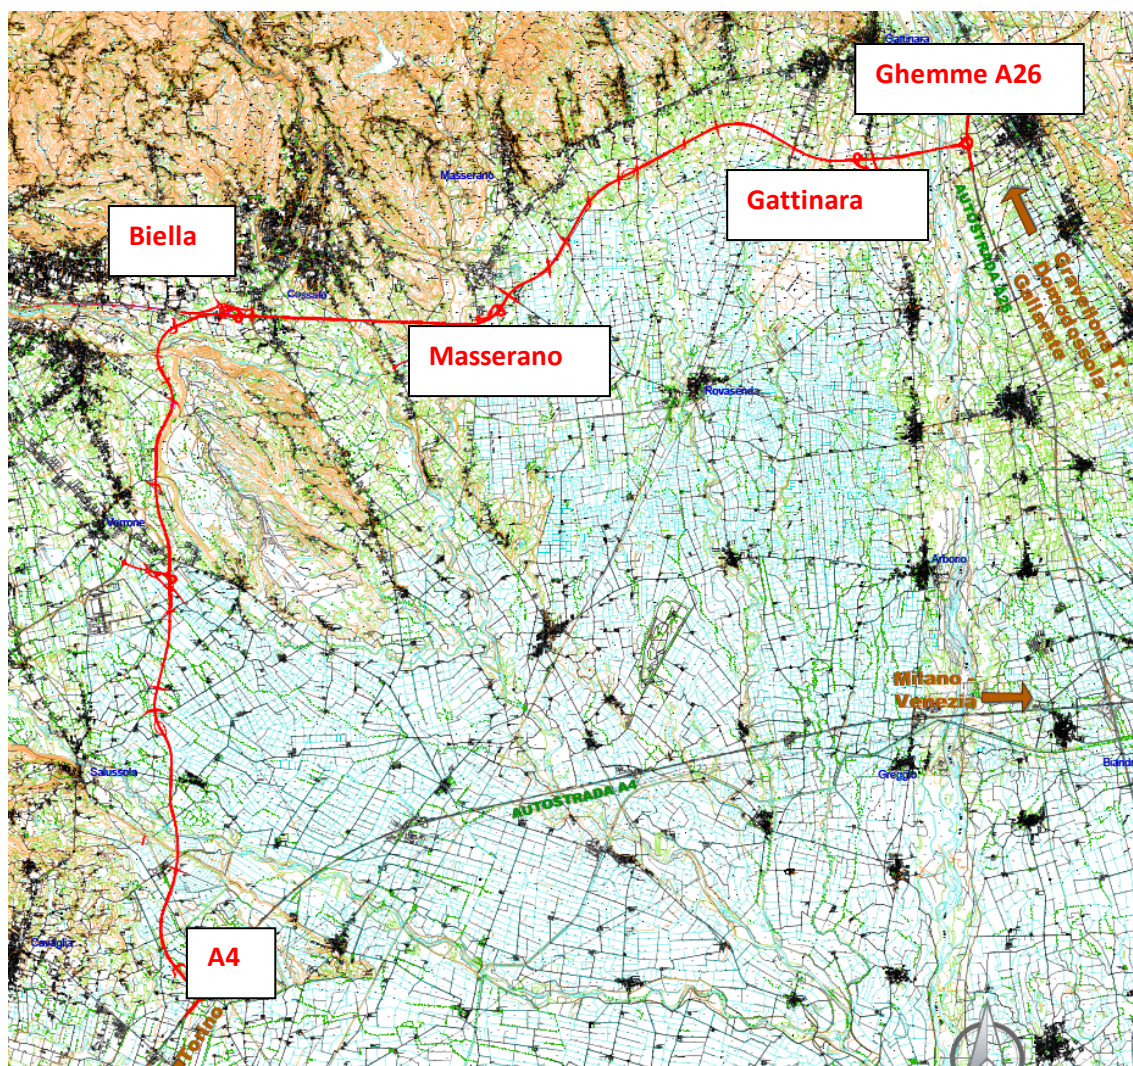 Gattinara
Ghemme A26
Masserano
Gattinara
Biella
AUTOSTRADA A26
Gravellona T. -
Domodossola,
Gallarate
Cossato
Masserano
Rovasenda
Verrone
Arborio
Milano -
Venezia
Salussola
Greggio
Biandr
AUTOSTRADA A4
Cavaglià
A4
Torino